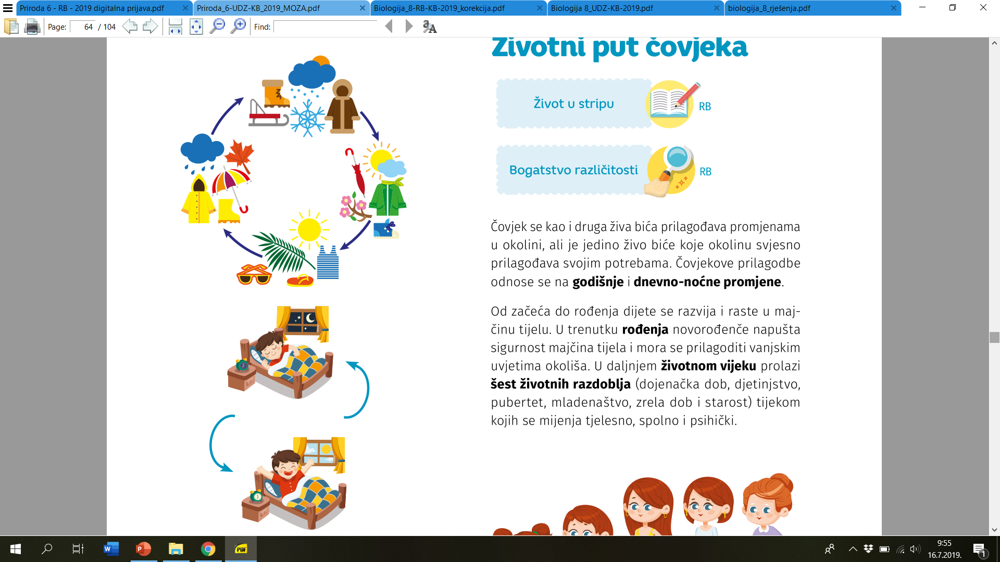 Priroda 6 - RB - 2019 digitalna prijava.pdf
Priroda_6-UDZ-KB_2019_MOZA.pdf
Biologija_8-RB-KB-2019_korekcija.pdf
Biologija 8_UDZ-KB-2019.pdf
biologija_8_rješenja.pdf
Page: 64 / 104
Find:
Životni put čovjeka
Život u stripu
RB
Bogatstvo različitosti
RB
Čovjek se kao i druga živa bića prilagođava promjenama
u okolini, ali je jedino živo biće koje okolinu svjesno
prilagođava svojim potrebama. Čovjekove prilagodbe
odnose se na godišnje i dnevno-noćne promjene.
Od začeća do rođenja dijete se razvija i raste u maj-
činu tijelu. U trenutku rođenja novorođenče napušta
sigurnost majčina tijela i mora se prilagoditi vanjskim
uvjetima okoliša. U daljnjem životnom vijeku prolazi
šest životnih razdoblja (dojenačka dob, djetinjstvo,
pubertet, mladenaštvo, zrela dob i starost) tijekom
kojih se mijenja tjelesno, spolno i psihički.
PDF
9:55
16.7.2019.
1